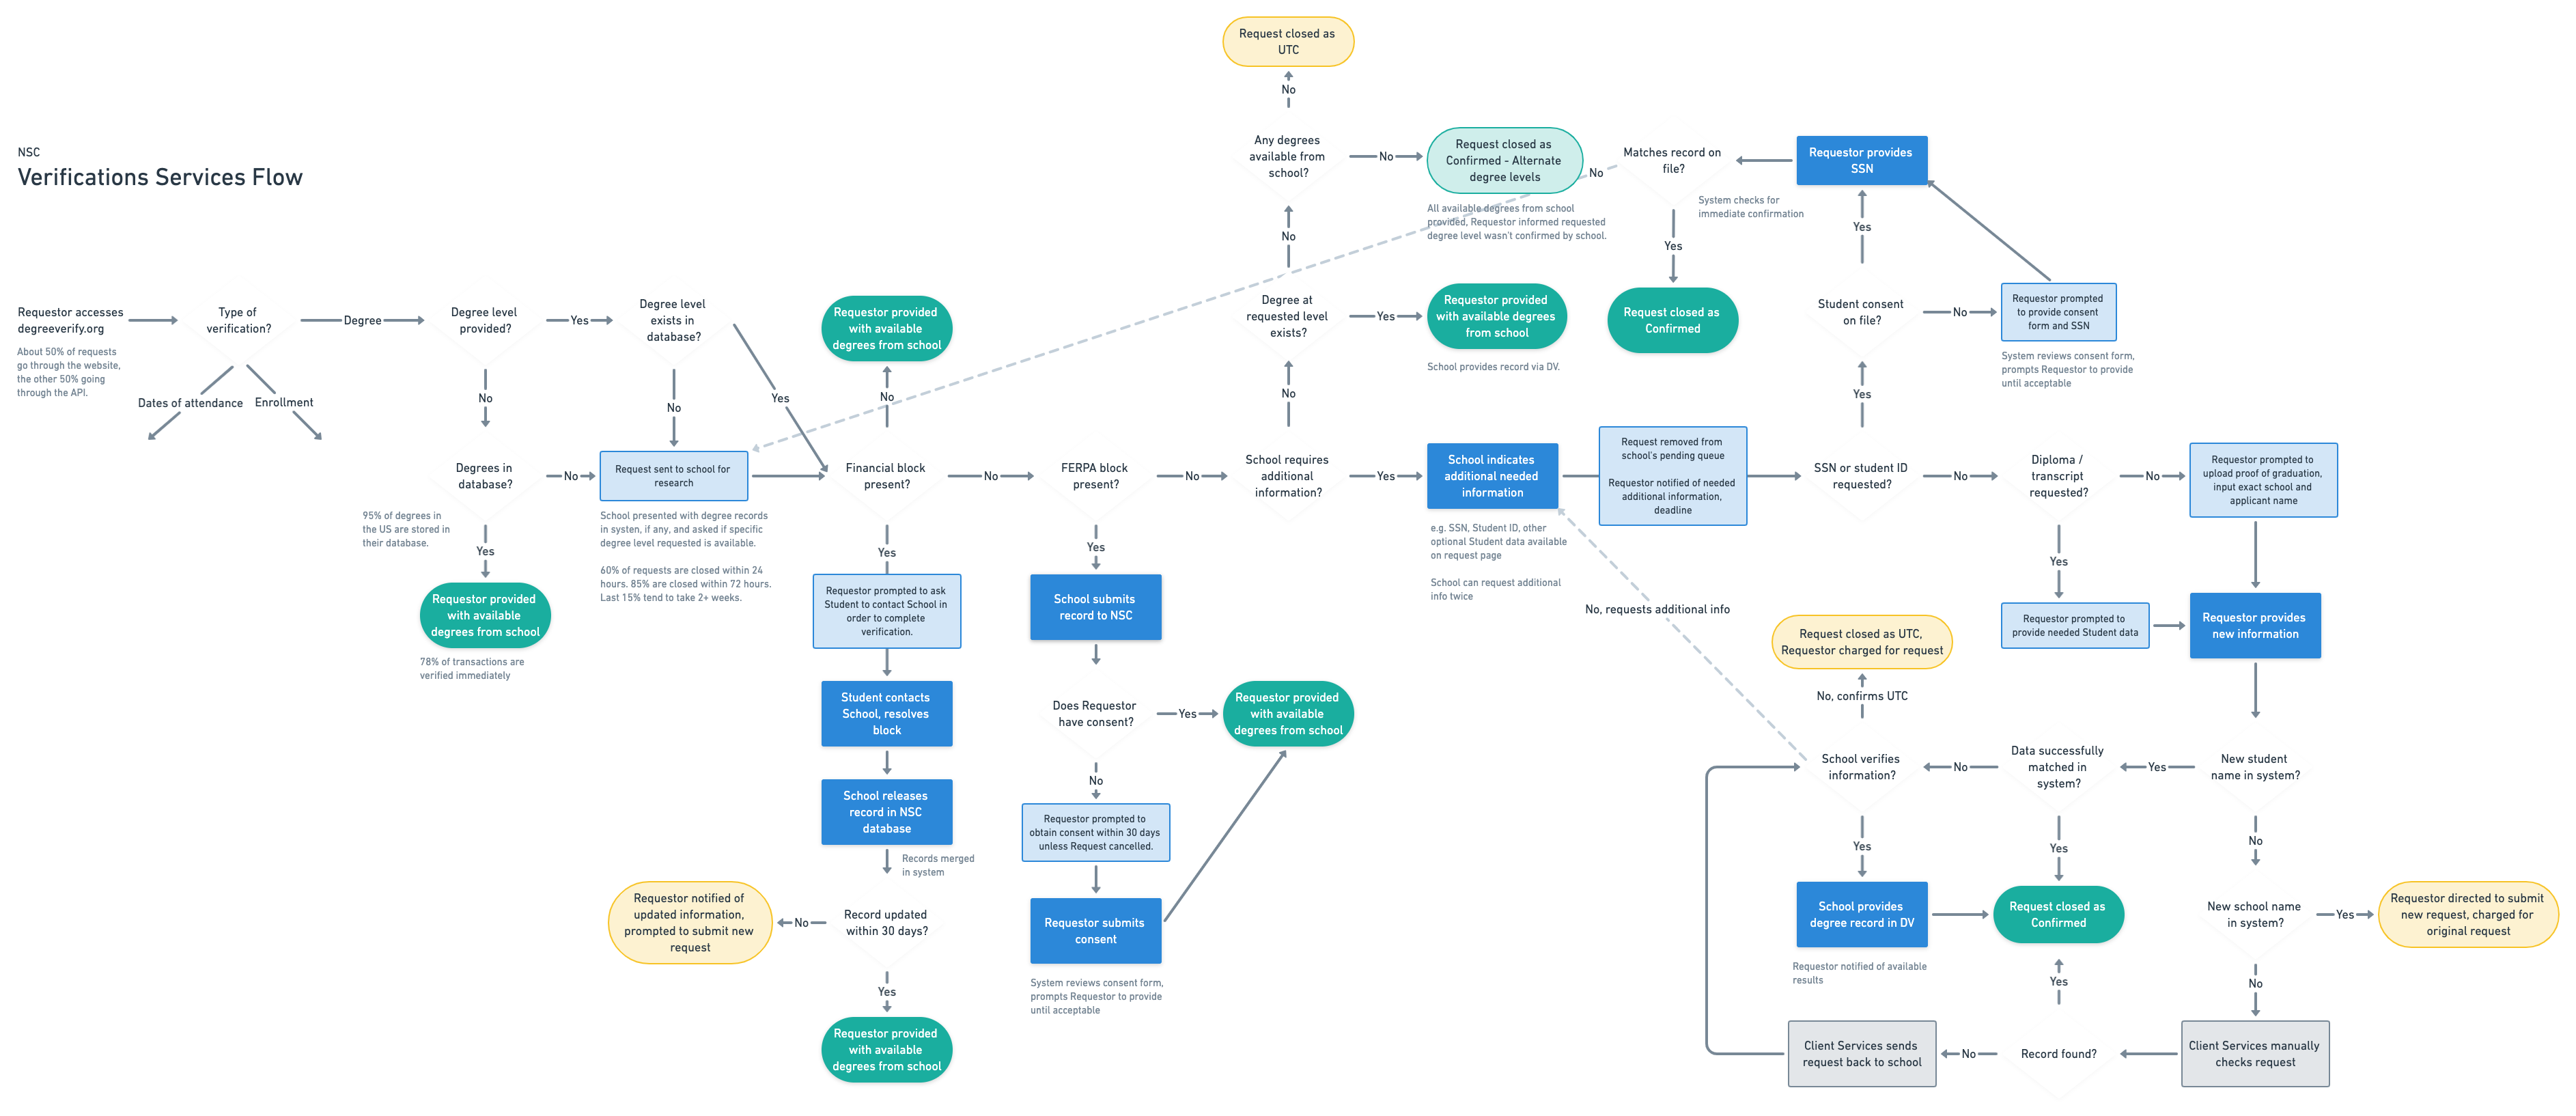 NSC
Verifications Services Flow
Requestor accesses
degreeverify.org
About 50% of requests
go through the website,
the other 50% going
through the API.
Type of
verification?
Dates of attendance
Enrollment
Degree
Degree level
provided?
No
Yes
Degrees in
database?
95% of degrees in
the US are stored in
their database.
No
Yes
Requestor provided
with available
degrees from school
78% of transactions are
verified immediately
Degree level
exists in
database?
No
Yes
Request sent to school for
research
School presented with degree records
in systen, if any, and asked if specific
degree level requested is available.
60% of requests are closed within 24
hours. 85% are closed within 72 hours.
Last 15% tend to take 2+ weeks.
Requestor provided
with available
degrees from school
No
Financial block
present?
No
Yes
Requestor prompted to ask
Student to contact School in
order to complete
verification.
Student contacts
School, resolves
block
School releases
record in NSC
database
Records merged
in system
Record updated
within 30 days?
No
Requestor notified of
updated information,
prompted to submit new
request
Yes
Requestor provided
with available
degrees from school
FERPA block
present?
No
Yes
School submits
record to NSC
Does Requestor
have consent?
Yes
Requestor provided
with available
degrees from school
No
Requestor prompted to
obtain consent within 30 days
unless Request cancelled.
Requestor submits
consent
System reviews consent form,
prompts Requestor to provide
until acceptable
Request closed as
UTC
No
Any degrees
available from
school?
No
Request closed as
Confirmed - Alternate
degree levels
All available degrees from school
provided, Requestor informed requested
degree level wasn't confirmed by school.
No
Degree at
requested level
exists?
Yes
Requestor provided
with available degrees
from school
School provides record via DV.
No
School requires
additional
information?
Yes
School indicates
additional needed
information
e.g. SSN, Student ID, other
optional Student data available
on request page
School can request additional
info twice
Request removed from
school's pending queue
Requestor notified of needed
additional information,
deadline
No
Matches record on
file?
System checks for
immediate confirmation
Yes
Request closed as
Confirmed
Requestor provides
SSN
Yes
Student consent
on file?
No
Requestor prompted
to provide consent
form and SSN
System reviews consent form,
prompts Requestor to provide
until acceptable
Yes
SSN or student ID
requested?
No
Diploma /
transcript
requested?
No
Requestor prompted to
upload proof of graduation,
input exact school and
applicant name
Yes
Requestor prompted to
provide needed Student data
Requestor provides
new information
No, requests additional info
Request closed as UTC,
Requestor charged for request
No, confirms UTC
School verifies
information?
No
Data successfully
matched in
system?
Yes
New student
name in system?
Yes
Yes
No
School provides
degree record in DV
Requestor notified of available
results
Request closed as
Confirmed
New school name
in system?
Yes
Requestor directed to submit
new request, charged for
original request
Yes
No
Client Services sends
request back to school
No
Record found?
Client Services manually
checks request